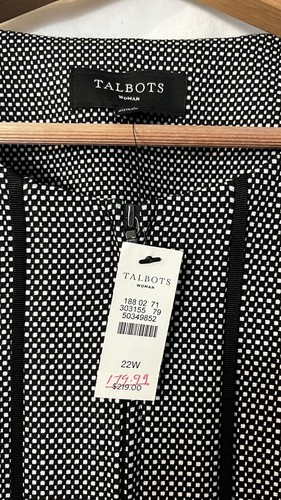 TALBOTS
WOMAN
TALBOTS
WOMAN
188 02 71
303155 79
50349852
22W
179.99
$219.00